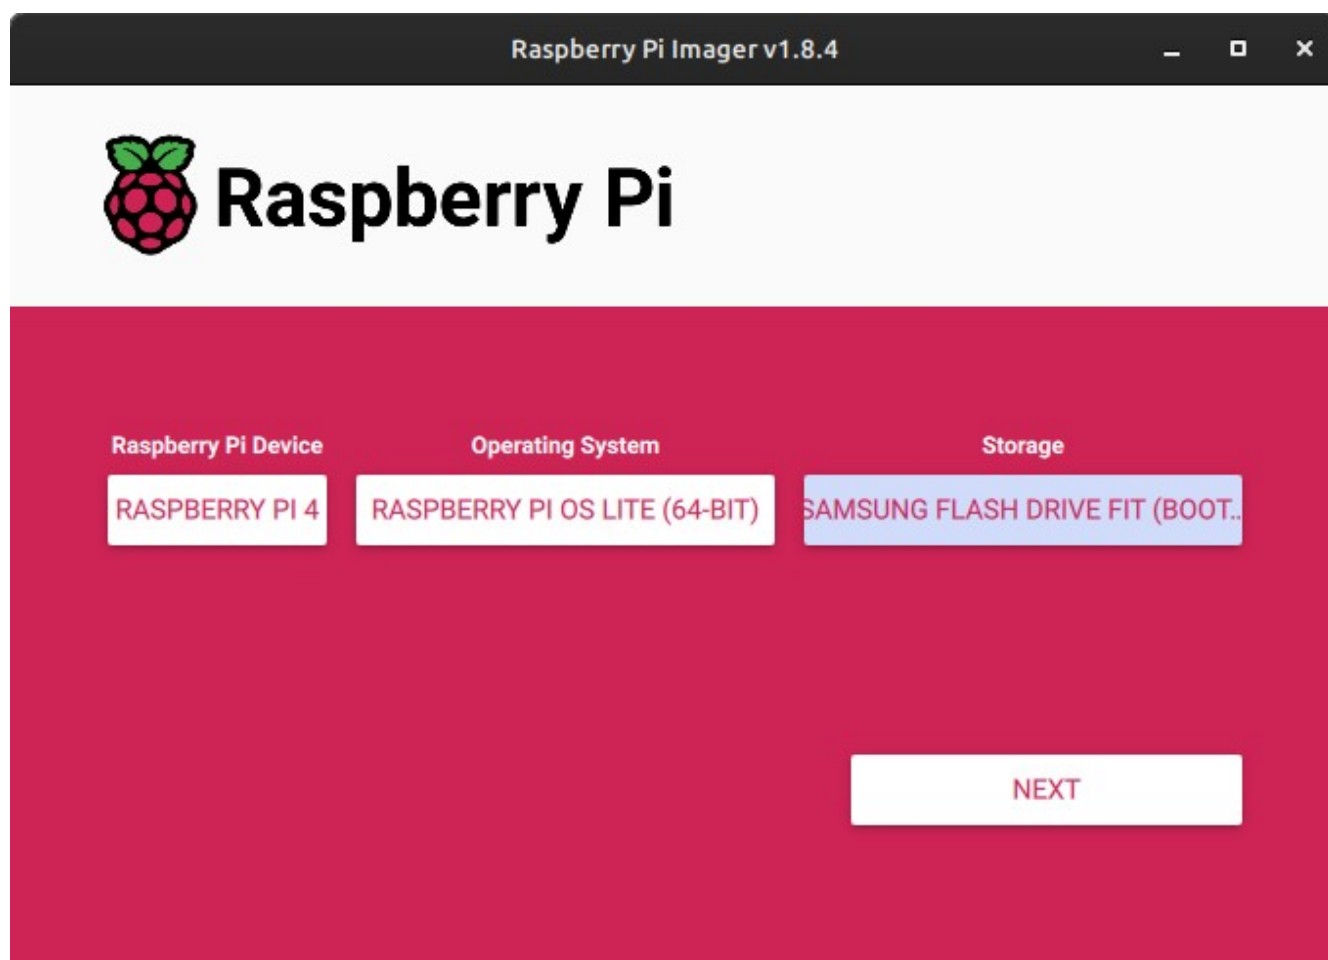 Raspberry Pi Imager v1.8.4
Raspberry Pi
Raspberry Pi Device
Operating System
Storage
RASPBERRY PI 4
RASPBERRY PI OS LITE (64-BIT)
SAMSUNG FLASH DRIVE FIT (BOOT..
NEXT